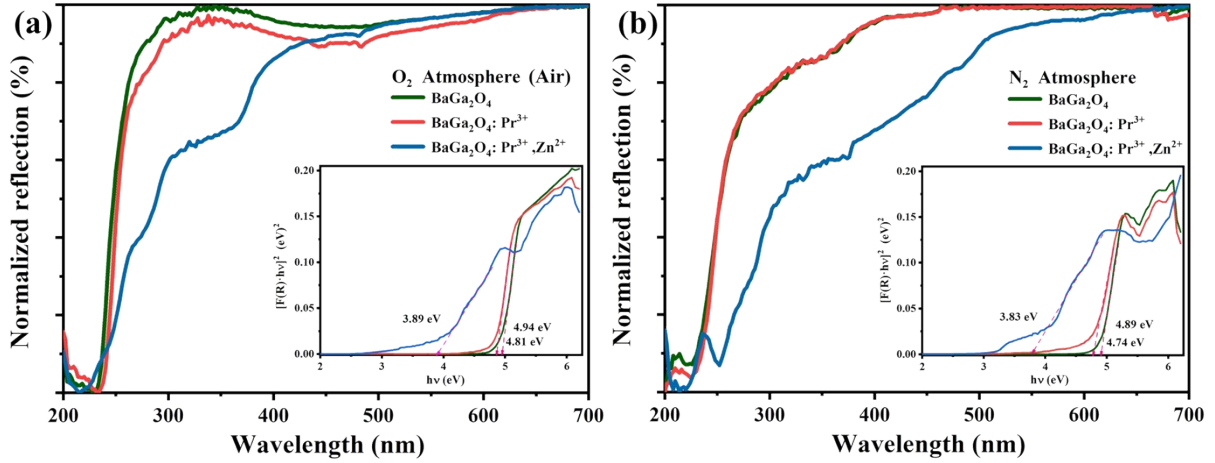 (a)
Normalized reflection (%)
O₂ Atmosphere (Air)
BaGa₂O₄
BaGa₂O₄: Pr³⁺
BaGa₂O₄: Pr³⁺ ,Zn²⁺
[F(R)·hν]² (eV)²
0.20
0.15
0.10
0.05
0.00
3.89 eV
4.94 eV
4.81 eV
2 3 4 5 6
hν (eV)
200 300 400 500 600 700
Wavelength (nm)
(b)
Normalized reflection (%)
N₂ Atmosphere
BaGa₂O₄
BaGa₂O₄: Pr³⁺
BaGa₂O₄: Pr³⁺ ,Zn²⁺
[F(R)·hν]² (eV)²
0.20
0.15
0.10
0.05
0.00
3.83 eV
4.89 eV
4.74 eV
2 3 4 5 6
hν (eV)
200 300 400 500 600 700
Wavelength (nm)